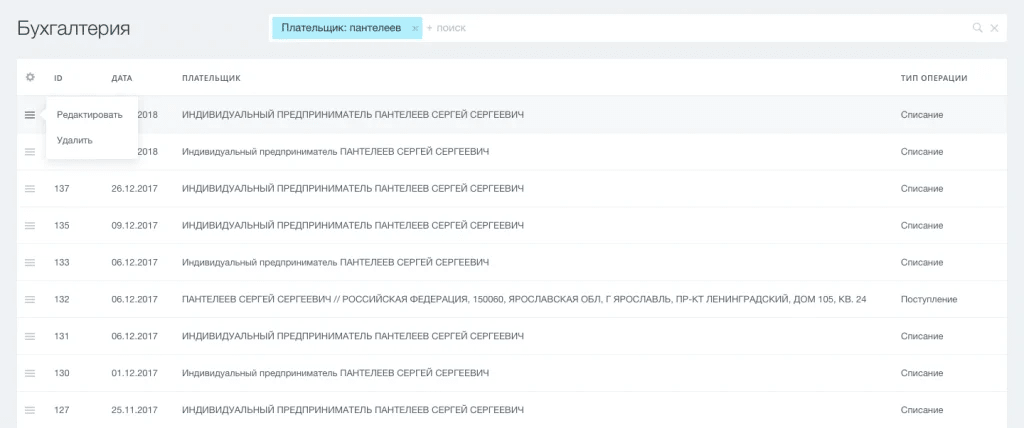 Бухгалтерия
Плательщик: пантелеев × + поиск
ID ДАТА ПЛАТЕЛЬЩИК ТИП ОПЕРАЦИИ
Редактировать 2018 ИНДИВИДУАЛЬНЫЙ ПРЕДПРИНИМАТЕЛЬ ПАНТЕЛЕЕВ СЕРГЕЙ СЕРГЕЕВИЧ Списание
Удалить
2018 Индивидуальный предприниматель ПАНТЕЛЕЕВ СЕРГЕЙ СЕРГЕЕВИЧ Списание
137 26.12.2017 ИНДИВИДУАЛЬНЫЙ ПРЕДПРИНИМАТЕЛЬ ПАНТЕЛЕЕВ СЕРГЕЙ СЕРГЕЕВИЧ Списание
135 09.12.2017 ИНДИВИДУАЛЬНЫЙ ПРЕДПРИНИМАТЕЛЬ ПАНТЕЛЕЕВ СЕРГЕЙ СЕРГЕЕВИЧ Списание
133 06.12.2017 Индивидуальный предприниматель ПАНТЕЛЕЕВ СЕРГЕЙ СЕРГЕЕВИЧ Списание
132 06.12.2017 ПАНТЕЛЕЕВ СЕРГЕЙ СЕРГЕЕВИЧ // РОССИЙСКАЯ ФЕДЕРАЦИЯ, 150060, ЯРОСЛАВСКАЯ ОБЛ, Г ЯРОСЛАВЛЬ, ПР-КТ ЛЕНИНГРАДСКИЙ, ДОМ 105, КВ. 24 Поступление
131 06.12.2017 ИНДИВИДУАЛЬНЫЙ ПРЕДПРИНИМАТЕЛЬ ПАНТЕЛЕЕВ СЕРГЕЙ СЕРГЕЕВИЧ Списание
130 01.12.2017 Индивидуальный предприниматель ПАНТЕЛЕЕВ СЕРГЕЙ СЕРГЕЕВИЧ Списание
127 25.11.2017 ИНДИВИДУАЛЬНЫЙ ПРЕДПРИНИМАТЕЛЬ ПАНТЕЛЕЕВ СЕРГЕЙ СЕРГЕЕВИЧ Списание